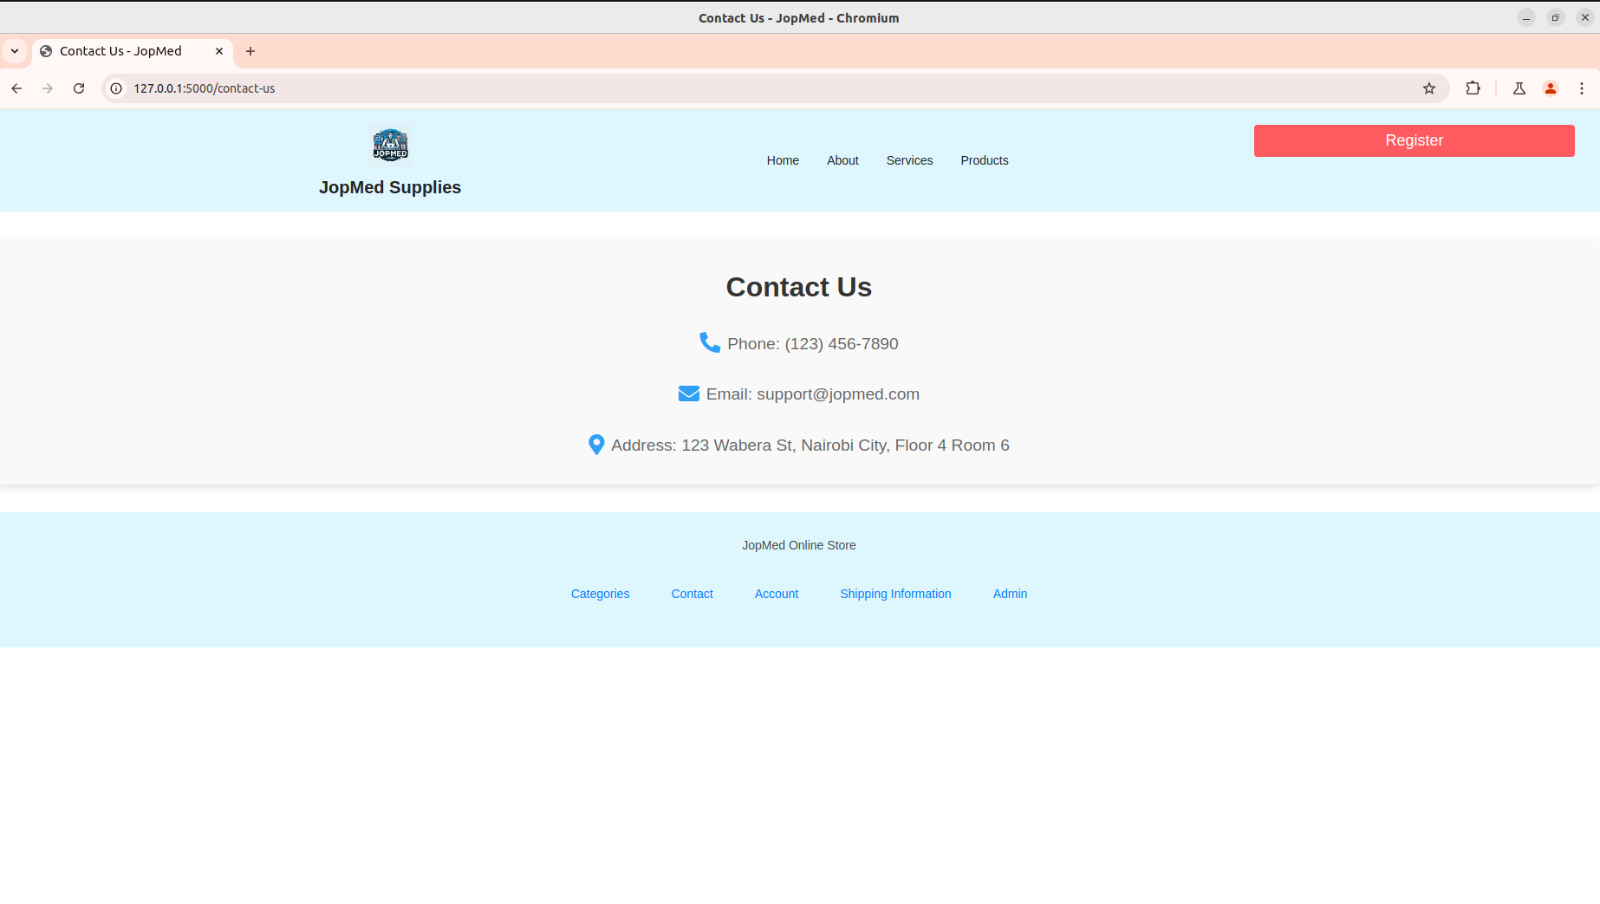 Contact Us - JopMed - Chromium
Contact Us - JopMed
127.0.0.1:5000/contact-us
JOPMED
JopMed Supplies
Home About Services Products
Register
Contact Us
Phone: (123) 456-7890
Email: support@jopmed.com
Address: 123 Wabera St, Nairobi City, Floor 4 Room 6
JopMed Online Store
Categories Contact Account Shipping Information Admin